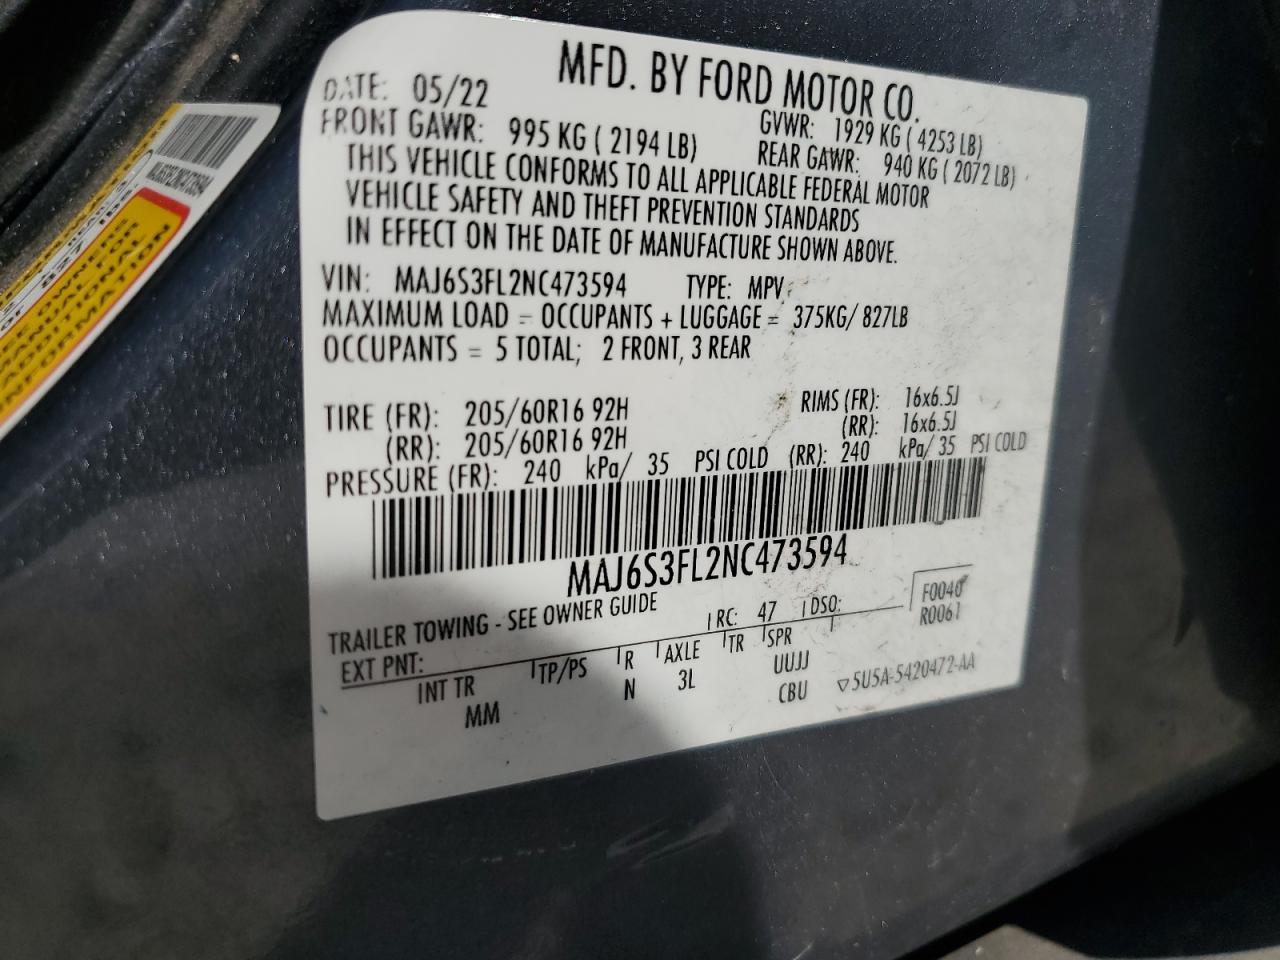 MFD. BY FORD MOTOR CO.
DATE: 05/22 GVWR: 1929 KG ( 4253 LB)
FRONT GAWR: 995 KG ( 2194 LB) REAR GAWR: 940 KG ( 2072 LB)
THIS VEHICLE CONFORMS TO ALL APPLICABLE FEDERAL MOTOR
VEHICLE SAFETY AND THEFT PREVENTION STANDARDS
IN EFFECT ON THE DATE OF MANUFACTURE SHOWN ABOVE.
VIN: MAJ6S3FL2NC473594 TYPE: MPV
MAXIMUM LOAD = OCCUPANTS + LUGGAGE = 375KG/ 827LB
OCCUPANTS = 5 TOTAL; 2 FRONT, 3 REAR
TIRE (FR): 205/60R16 92H RIMS (FR): 16x6.5J
(RR): 205/60R16 92H (RR): 16x6.5J
PRESSURE (FR): 240 kPa/ 35 PSI COLD (RR): 240 kPa/ 35 PSI COLD
MAJ6S3FL2NC473594
TRAILER TOWING - SEE OWNER GUIDE RC: 47 DSO: F0040
R0061
EXT PNT: TP/PS R AXLE TR SPR
INT TR N 3L UUJJ
MM CBU ▽5U5A-5420472-AA
MAJ6S3FL2NC473594